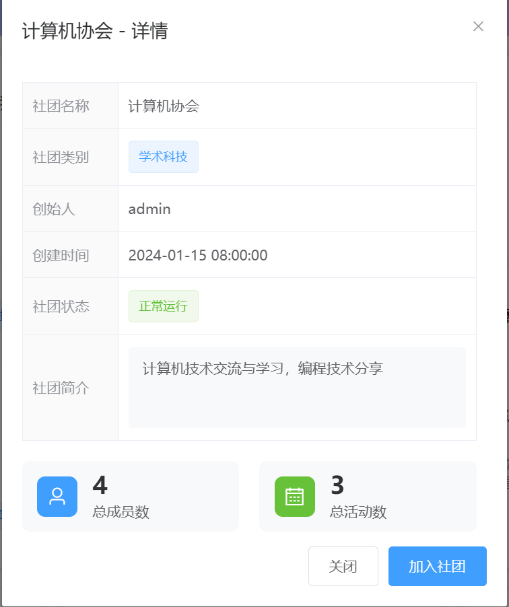 计算机协会 - 详情
社团名称 计算机协会
社团类别 学术科技
创始人 admin
创建时间 2024-01-15 08:00:00
社团状态 正常运行
社团简介 计算机技术交流与学习，编程技术分享
4
总成员数
3
总活动数
关闭 加入社团